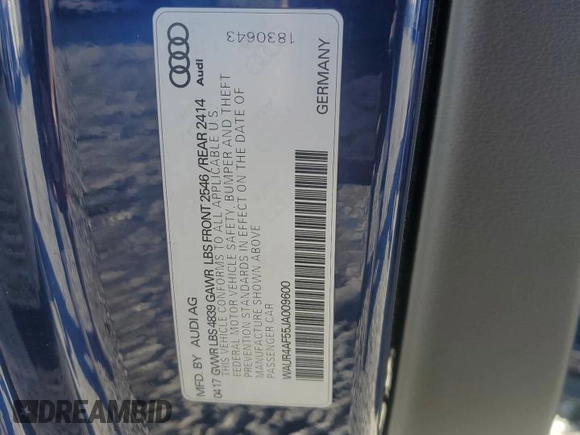 MFD. BY AUDI AG
0417 GVWR LBS 4839 GAWR LBS FRONT 2546/REAR 2414
THIS VEHICLE CONFORMS TO ALL APPLICABLE U S
FEDERAL MOTOR VEHICLE SAFETY, BUMPER AND THEFT
PREVENTION STANDARDS IN EFFECT ON THE DATE OF
MANUFACTURE SHOWN ABOVE
PASSENGER CAR
WAUR4AF55JA009600
Audi
1830643
GERMANY
DREAMBID